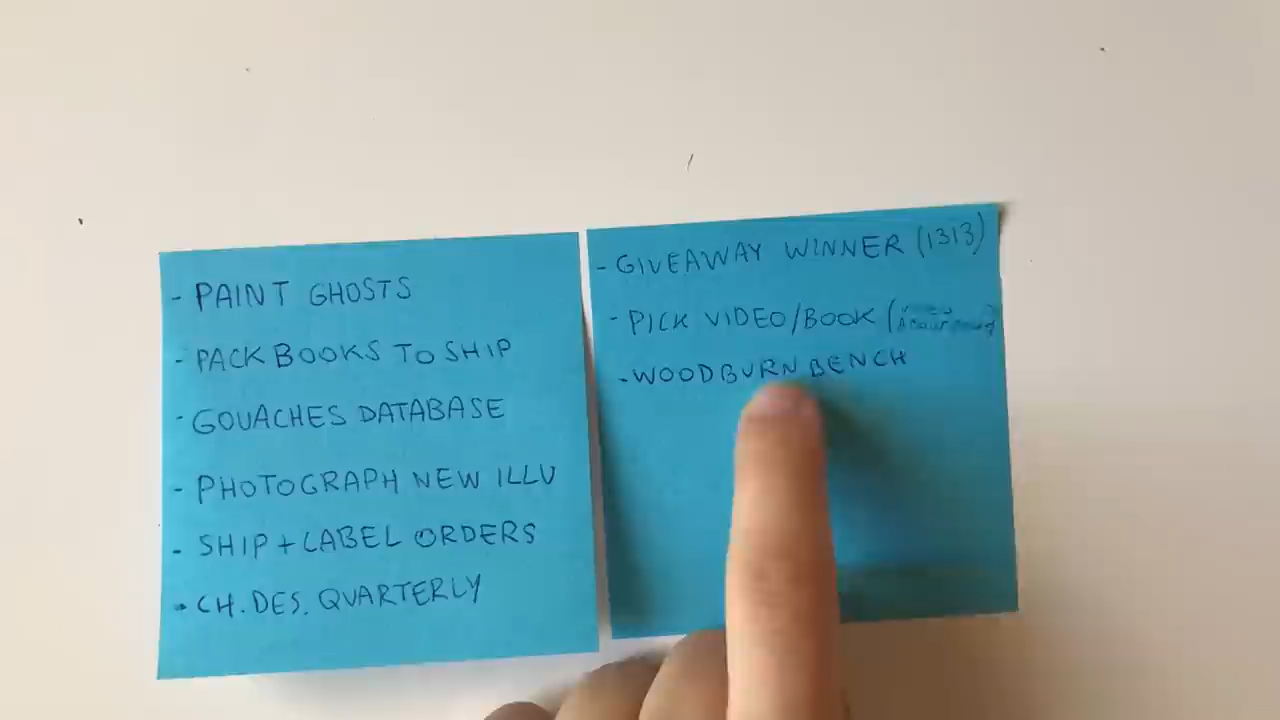 - PAINT GHOSTS
- PACK BOOKS TO SHIP
- GOUACHES DATABASE
- PHOTOGRAPH NEW ILLU
- SHIP + LABEL ORDERS
- CH. DES. QUARTERLY
- GIVEAWAY WINNER (1313)
- PICK VIDEO/BOOK (
- WOODBURN BENCH